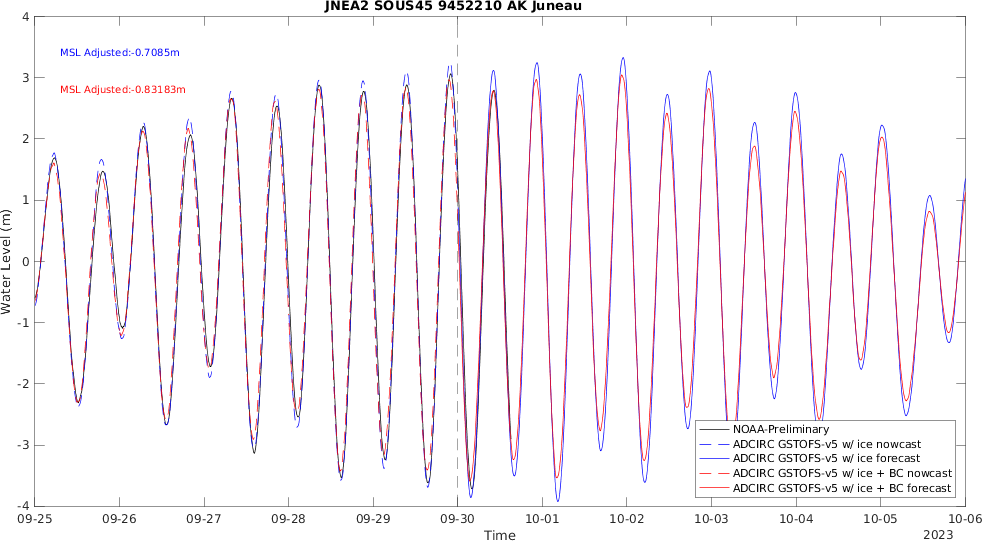 JNEA2 SOUS45 9452210 AK Juneau
MSL Adjusted:-0.7085m
MSL Adjusted:-0.83183m
Water Level (m)
4
3
2
1
0
-1
-2
-3
-4
NOAA-Preliminary
ADCIRC GSTOFS-v5 w/ ice nowcast
ADCIRC GSTOFS-v5 w/ ice forecast
ADCIRC GSTOFS-v5 w/ ice + BC nowcast
ADCIRC GSTOFS-v5 w/ ice + BC forecast
09-25 09-26 09-27 09-28 09-29 09-30 10-01 10-02 10-03 10-04 10-05 10-06
Time
2023